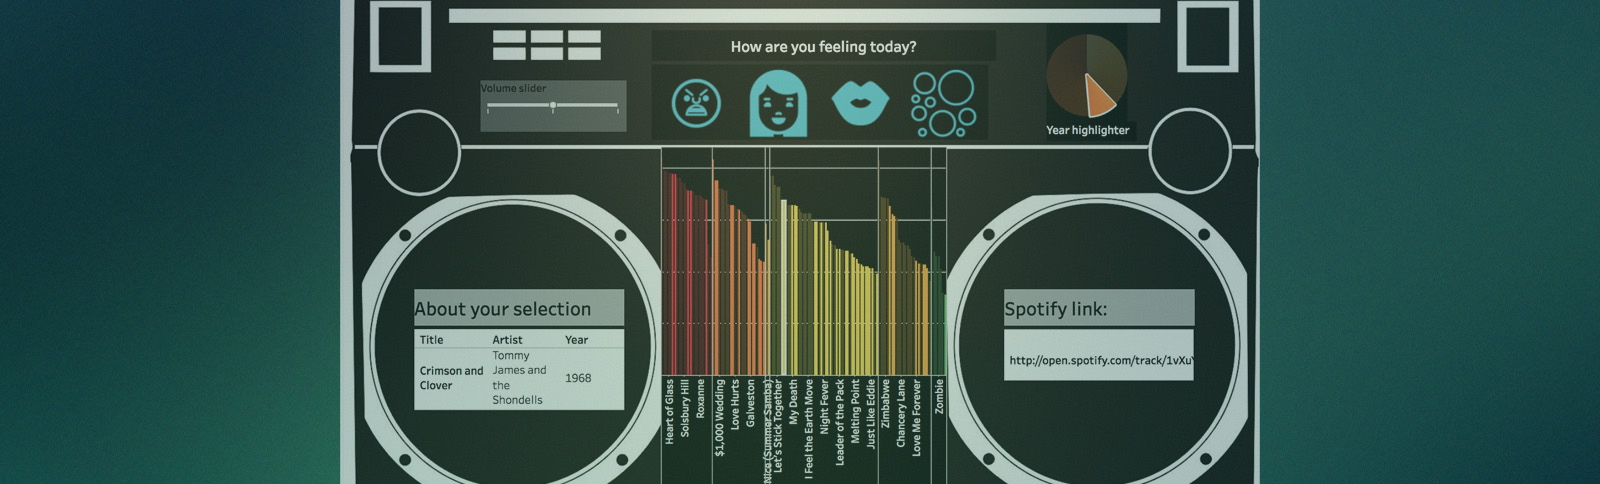 How are you feeling today?
Volume slider
Year highlighter
About your selection
Title Artist Year
Crimson and Clover
Tommy James and the Shondells
1968
Spotify link:
http://open.spotify.com/track/1vXu
Heart of Glass
Solsbury Hill
Roxanne
$1,000 Wedding
Love Hurts
Galveston
Nice (Summer Samba)
Let's Stick Together
My Death
I Feel the Earth Move
Night Fever
Leader of the Pack
Melting Point
Just Like Eddie
Zimbabwe
Chancery Lane
Love Me Forever
Zombie